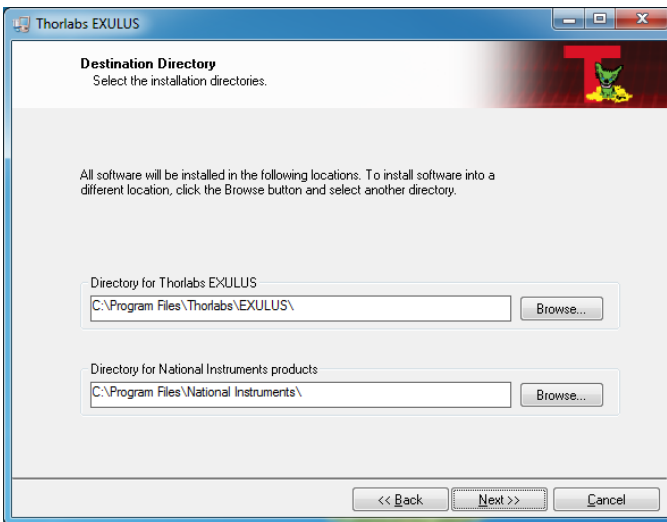 Thorlabs EXULUS
Destination Directory
Select the installation directories.
All software will be installed in the following locations. To install software into a
different location, click the Browse button and select another directory.
Directory for Thorlabs EXULUS
C:\Program Files\Thorlabs\EXULUS\
Browse...
Directory for National Instruments products
C:\Program Files\National Instruments\
Browse...
<< Back
Next >>
Cancel